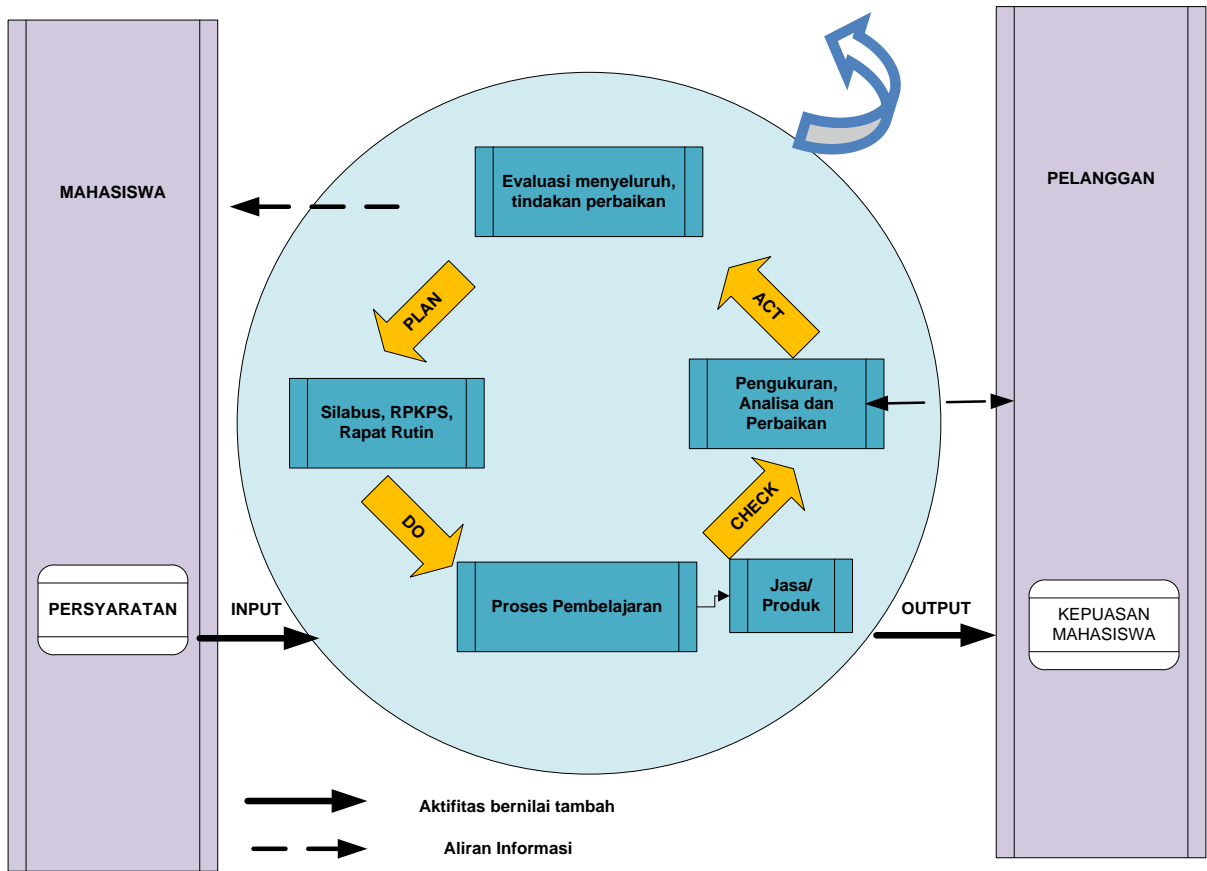 MAHASISWA
PELANGGAN
Evaluasi menyeluruh,
tindakan perbaikan
PLAN
ACT
Silabus, RPKPS,
Rapat Rutin
Pengukuran,
Analisa dan
Perbaikan
DO
CHECK
Proses Pembelajaran
Jasa/
Produk
PERSYARATAN
INPUT
OUTPUT
KEPUASAN
MAHASISWA
Aktifitas bernilai tambah
Aliran Informasi